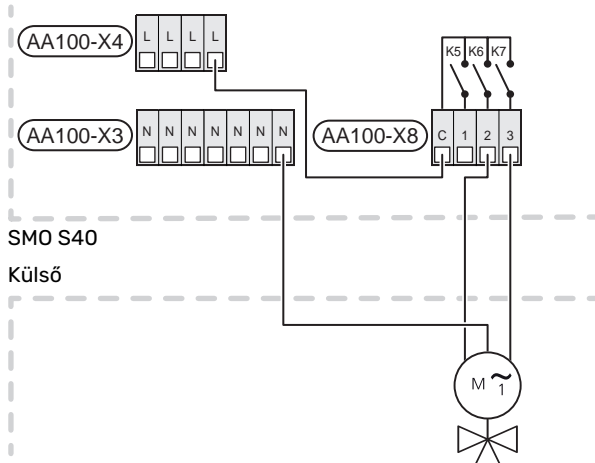 AA100-X4
L L L L
K5 K6 K7
AA100-X3
N N N N N N N
AA100-X8
C 1 2 3
SMO S40
Külső
M ~ 1